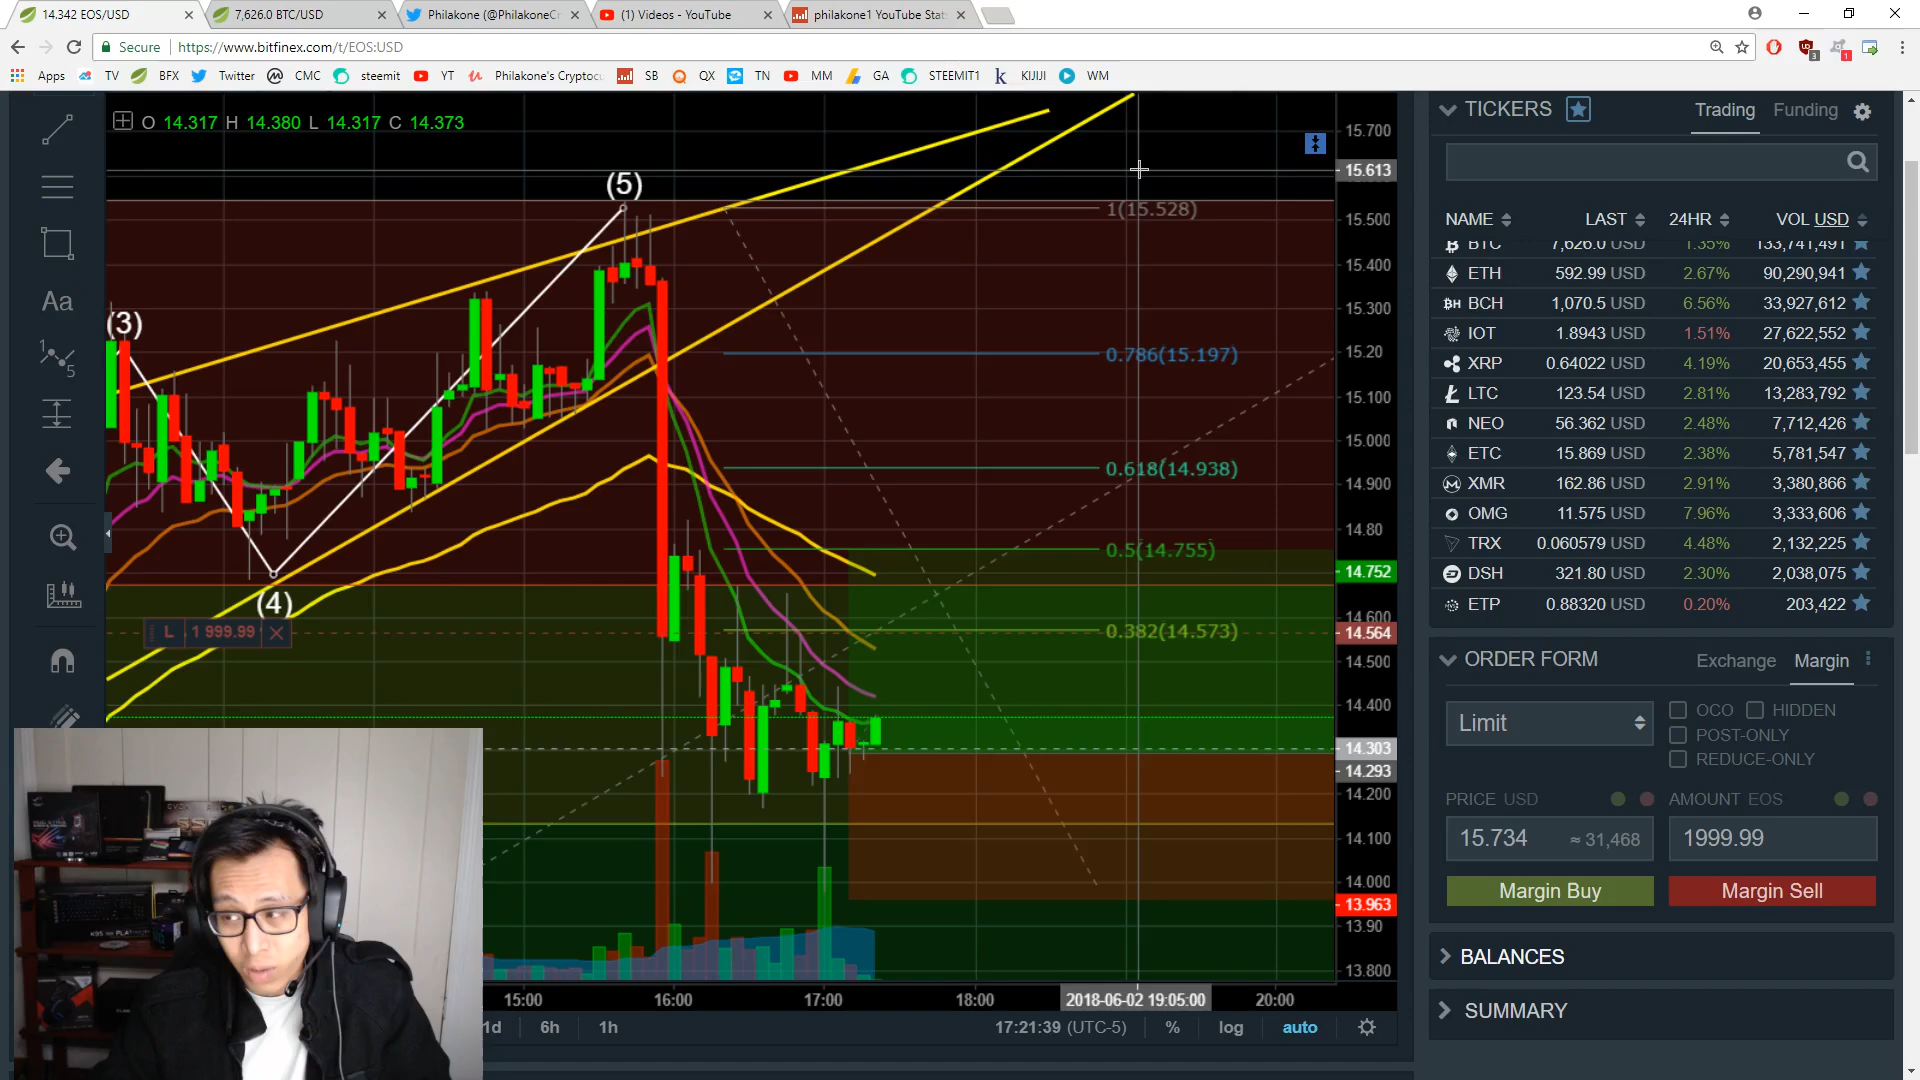 14.342 EOS/USD
7,626.0 BTC/USD
Philakone (@PhilakoneC
(1) Videos - YouTube
philakone1 YouTube Stat
Secure
https://www.bitfinex.com/t/EOS:USD
Apps
TV
BFX
Twitter
CMC
steemit
YT
Philakone's Cryptoc
SB
QX
TN
MM
GA
STEEMIT1
KIJIJI
WM
O 14.317 H 14.380 L 14.317 C 14.373
(3)
(4)
(5)
1(15.528)
0.786(15.197)
0.618(14.938)
0.5(14.755)
0.382(14.573)
L 1 999.99
Aa
15.700
15.613
15.500
15.400
15.300
15.20
15.100
15.000
14.900
14.80
14.752
14.600
14.564
14.500
14.400
14.303
14.293
14.200
14.100
14.000
13.963
13.90
13.800
15:00
16:00
17:00
18:00
2018-06-02 19:05:00
20:00
1d
6h
1h
17:21:39 (UTC-5)
%
log
auto
TICKERS
Trading
Funding
NAME LAST 24HR VOL USD
BTC 7,626.0 USD 1.35% 133,741,491
ETH 592.99 USD 2.67% 90,290,941
BCH 1,070.5 USD 6.56% 33,927,612
IOT 1.8943 USD 1.51% 27,622,552
XRP 0.64022 USD 4.19% 20,653,455
LTC 123.54 USD 2.81% 13,283,792
NEO 56.362 USD 2.48% 7,712,426
ETC 15.869 USD 2.38% 5,781,547
XMR 162.86 USD 2.91% 3,380,866
OMG 11.575 USD 7.96% 3,333,606
TRX 0.060579 USD 4.48% 2,132,225
DSH 321.80 USD 2.30% 2,038,075
ETP 0.88320 USD 0.20% 203,422
ORDER FORM
Exchange
Margin
Limit
OCO
HIDDEN
POST-ONLY
REDUCE-ONLY
PRICE USD
AMOUNT EOS
15.734 ≈ 31,468
1999.99
Margin Buy
Margin Sell
BALANCES
SUMMARY